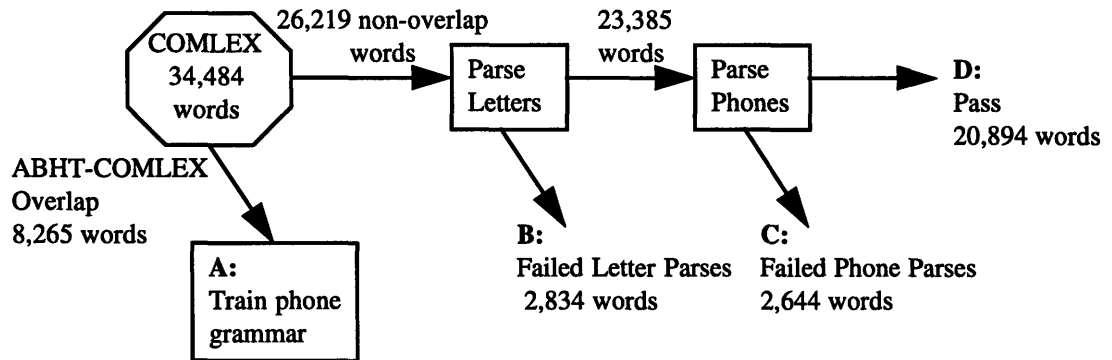 COMLEX
34,484
words
26,219 non-overlap
words
Parse
Letters
23,385
words
Parse
Phones
D:
Pass
20,894 words
ABHT-COMLEX
Overlap
8,265 words
A:
Train phone
grammar
B:
Failed Letter Parses
2,834 words
C:
Failed Phone Parses
2,644 words